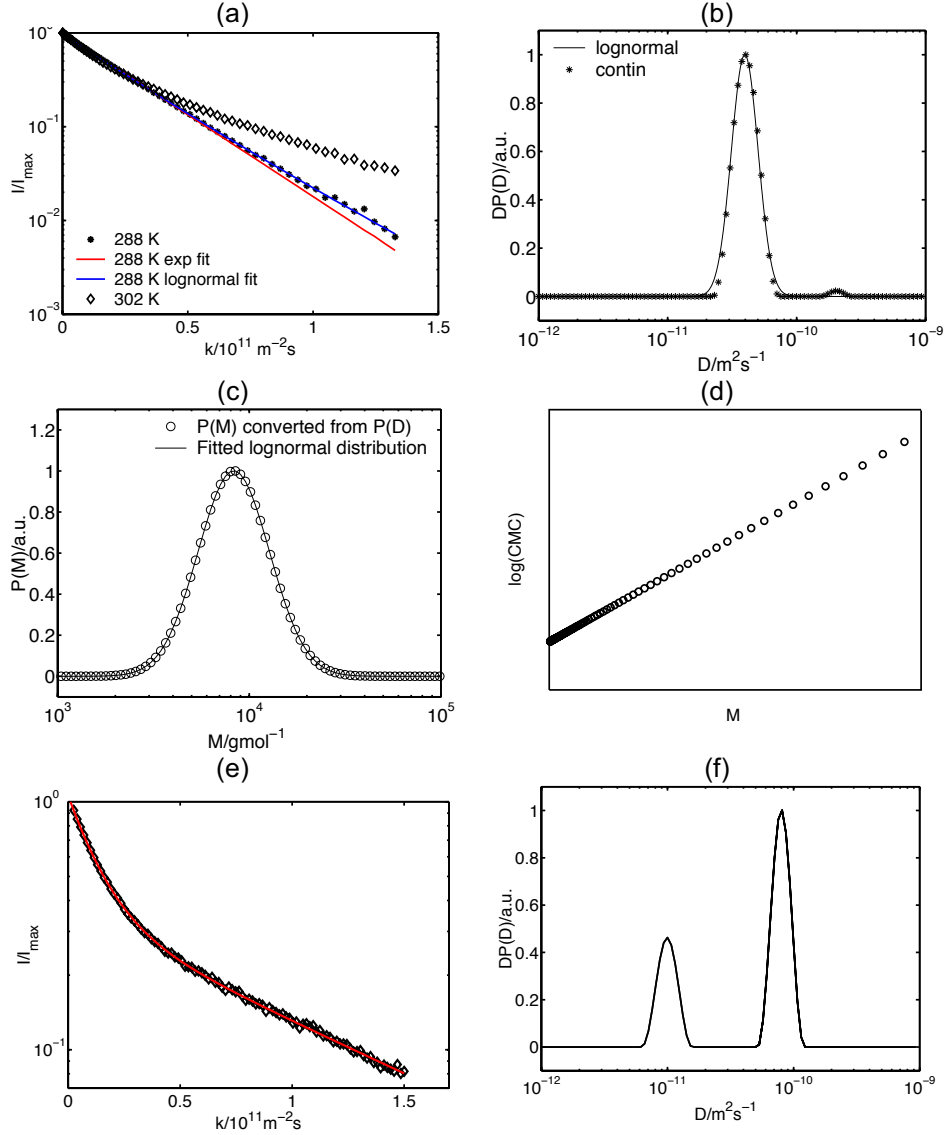 (a)
10⁰
10⁻¹
10⁻²
10⁻³
I/Iₘₐₓ
288 K
288 K exp fit
288 K lognormal fit
302 K
0 0.5 1 1.5
k/10¹¹ m⁻²s
(b)
lognormal
contin
1
0.8
0.6
0.4
0.2
0
DP(D)/a.u.
10⁻¹² 10⁻¹¹ 10⁻¹⁰ 10⁻⁹
D/m²s⁻¹
(c)
P(M) converted from P(D)
Fitted lognormal distribution
1.2
1
0.8
0.6
0.4
0.2
0
P(M)/a.u.
10³ 10⁴ 10⁵
M/gmol⁻¹
(d)
log(CMC)
M
(e)
10⁰
10⁻¹
I/Iₘₐₓ
0 0.5 1 1.5
k/10¹¹m⁻²s
(f)
1
0.8
0.6
0.4
0.2
0
DP(D)/a.u.
10⁻¹² 10⁻¹¹ 10⁻¹⁰ 10⁻⁹
D/m²s⁻¹